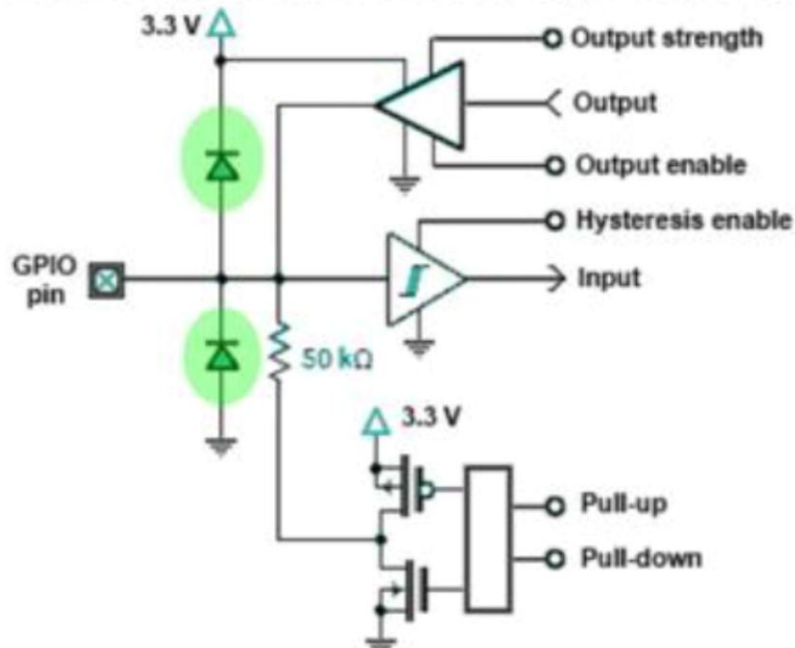 3.3 V
Output strength
Output
Output enable
Hysteresis enable
GPIO
pin
Input
50 kΩ
3.3 V
Pull-up
Pull-down